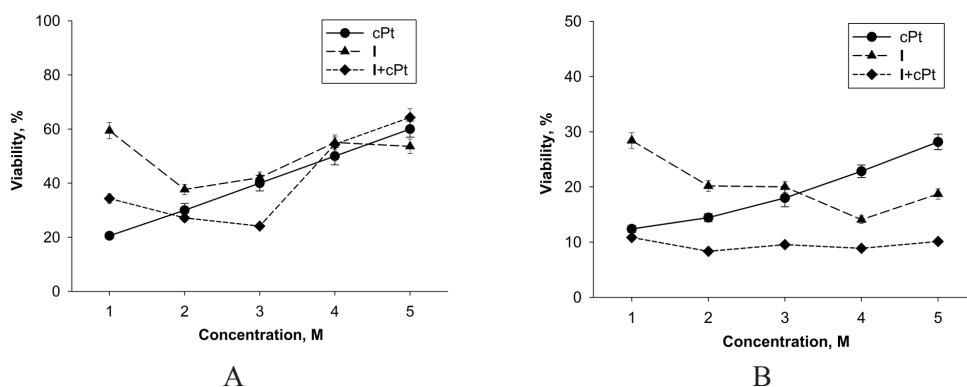 100
80
60
40
20
0
Viability, %
1 2 3 4 5
Concentration, M
cPt
I
I+cPt
A
50
40
30
20
10
0
Viability, %
1 2 3 4 5
Concentration, M
cPt
I
I+cPt
B